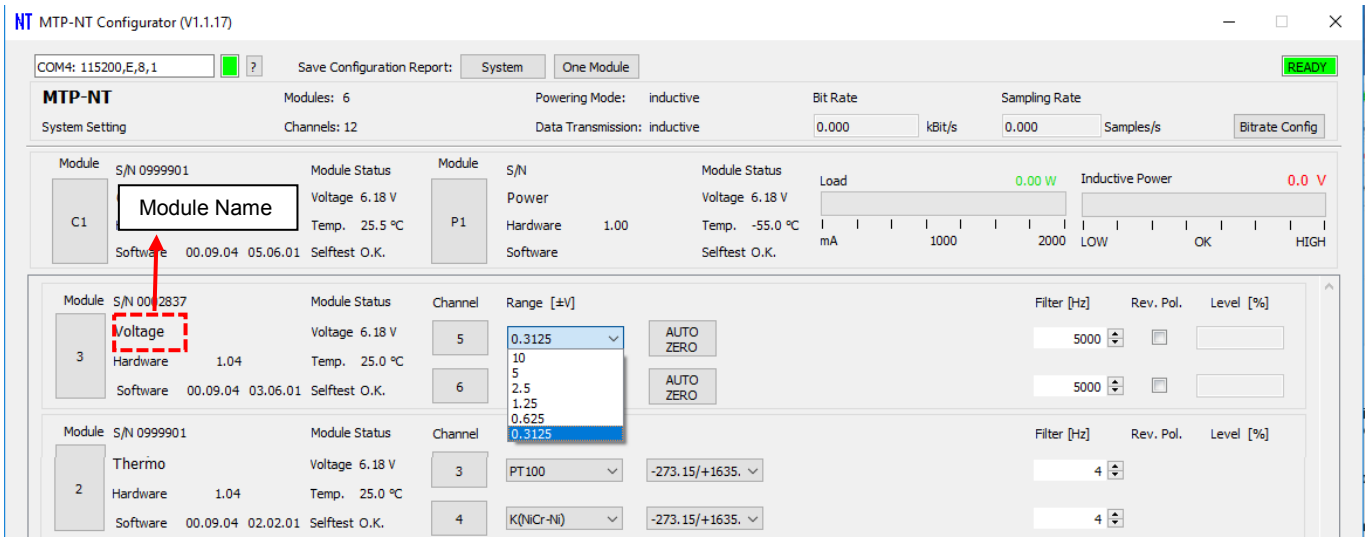 NT MTP-NT Configurator (V1.1.17)
COM4: 115200,E,8,1 ? Save Configuration Report: System One Module READY
MTP-NT Modules: 6 Powering Mode: inductive Bit Rate Sampling Rate
System Setting Channels: 12 Data Transmission: inductive 0.000 kBit/s 0.000 Samples/s Bitrate Config
Module S/N 0999901 Module Status Module S/N Module Status Load 0.00 W Inductive Power 0.0 V
Module Name Voltage 6.18 V Power Voltage 6.18 V
C1 Temp. 25.5 ºC P1 Hardware 1.00 Temp. -55.0 ºC mA 1000 2000 LOW OK HIGH
Software 00.09.04 05.06.01 Selftest O.K. Software Selftest O.K.
Module S/N 0002837 Module Status Channel Range [±V] Filter [Hz] Rev. Pol. Level [%]
Voltage Voltage 6.18 V 5 0.3125 AUTO ZERO 5000
3 Hardware 1.04 Temp. 25.0 ºC
Software 00.09.04 03.06.01 Selftest O.K. 6 AUTO ZERO 5000
10
5
2.5
1.25
0.625
0.3125
Module S/N 0999901 Module Status Channel Filter [Hz] Rev. Pol. Level [%]
Thermo Voltage 6.18 V 3 PT100 -273.15/+1635. 4
2 Hardware 1.04 Temp. 25.0 ºC
Software 00.09.04 02.02.01 Selftest O.K. 4 K(NiCr-Ni) -273.15/+1635. 4